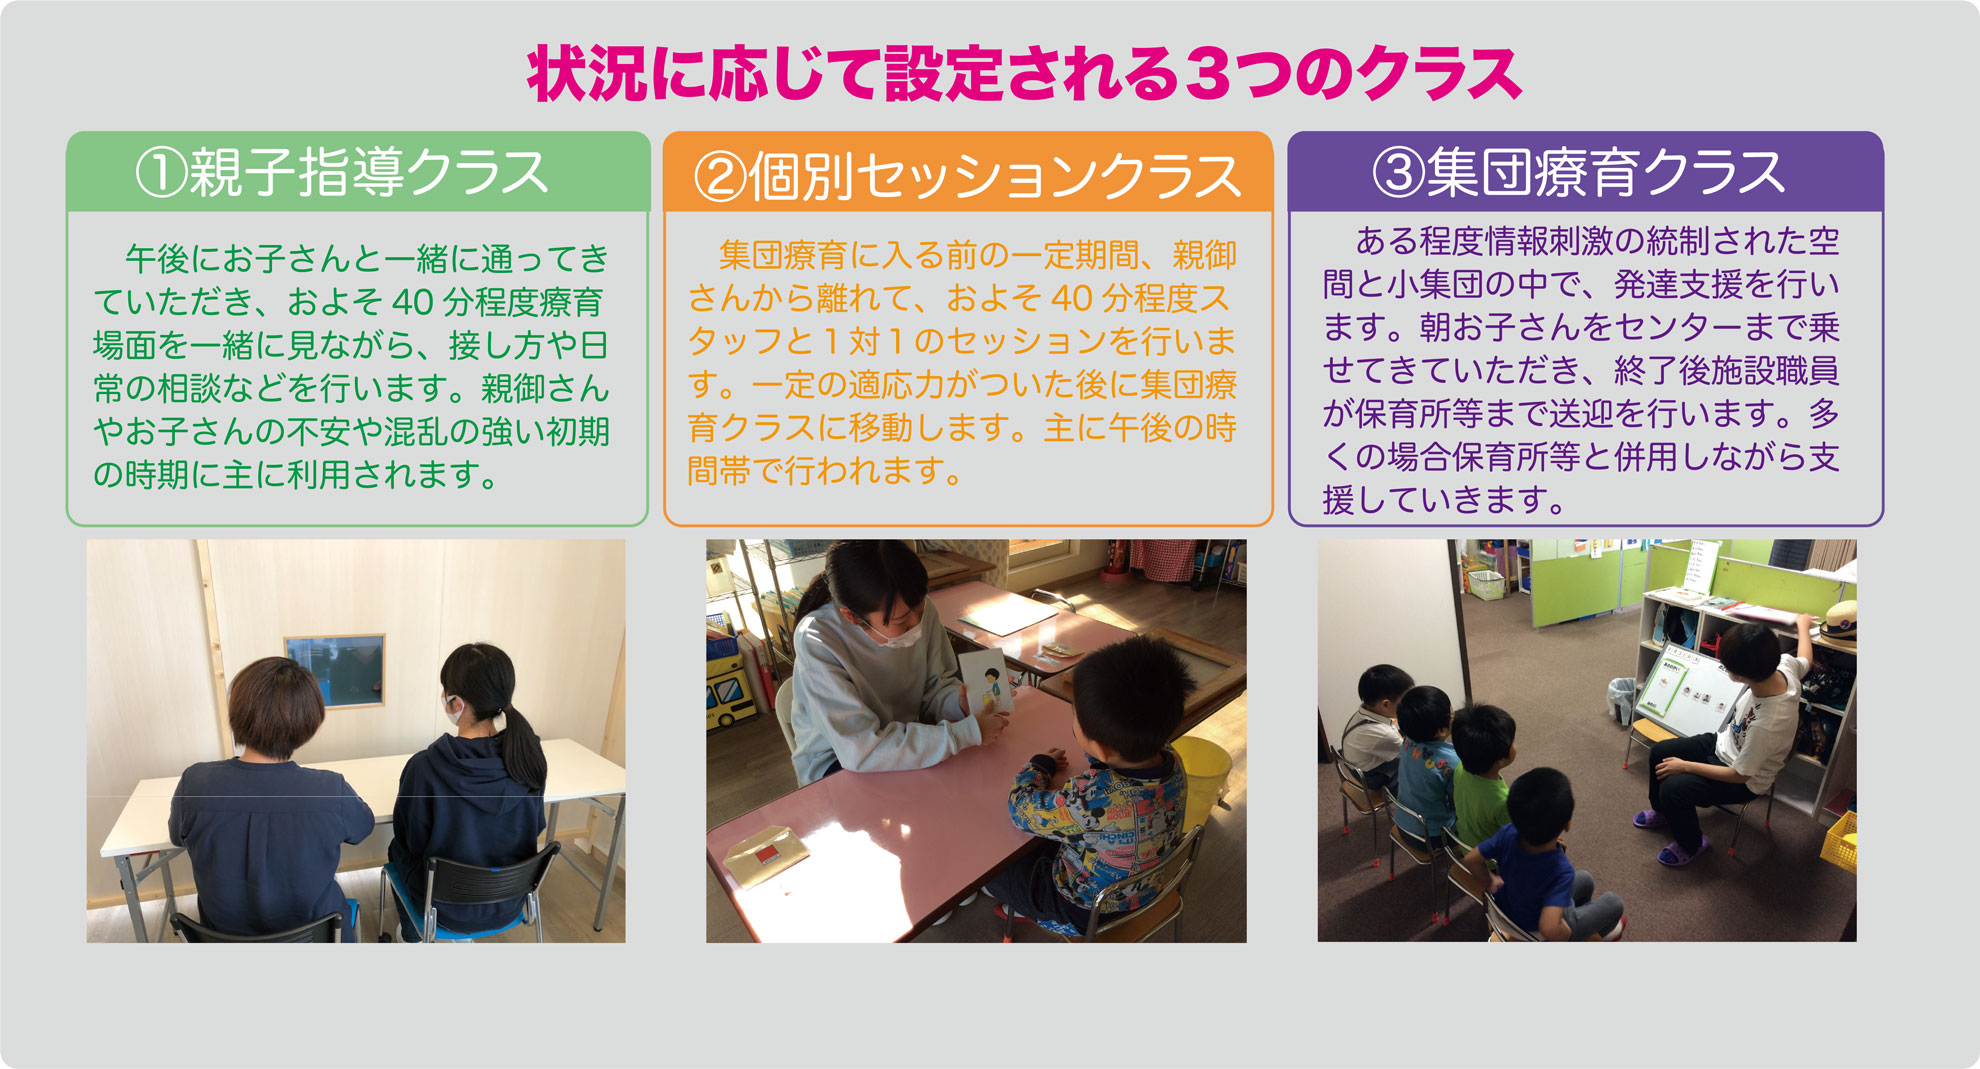 状況に応じて設定される３つのクラス
①親子指導クラス
　午後にお子さんと一緒に通ってき
ていただき、およそ 40 分程度療育
場面を一緒に見ながら、接し方や日
常の相談などを行います。親御さん
やお子さんの不安や混乱の強い初期
の時期に主に利用されます。
②個別セッションクラス
　集団療育に入る前の一定期間、親御
さんから離れて、およそ 40 分程度ス
タッフと１対１のセッションを行いま
す。一定の適応力がついた後に集団療
育クラスに移動します。主に午後の時
間帯で行われます。
③集団療育クラス
　ある程度情報刺激の統制された空
間と小集団の中で、発達支援を行い
ます。朝お子さんをセンターまで乗
せてきていただき、終了後施設職員
が保育所等まで送迎を行います。多
くの場合保育所等と併用しながら支
援していきます。